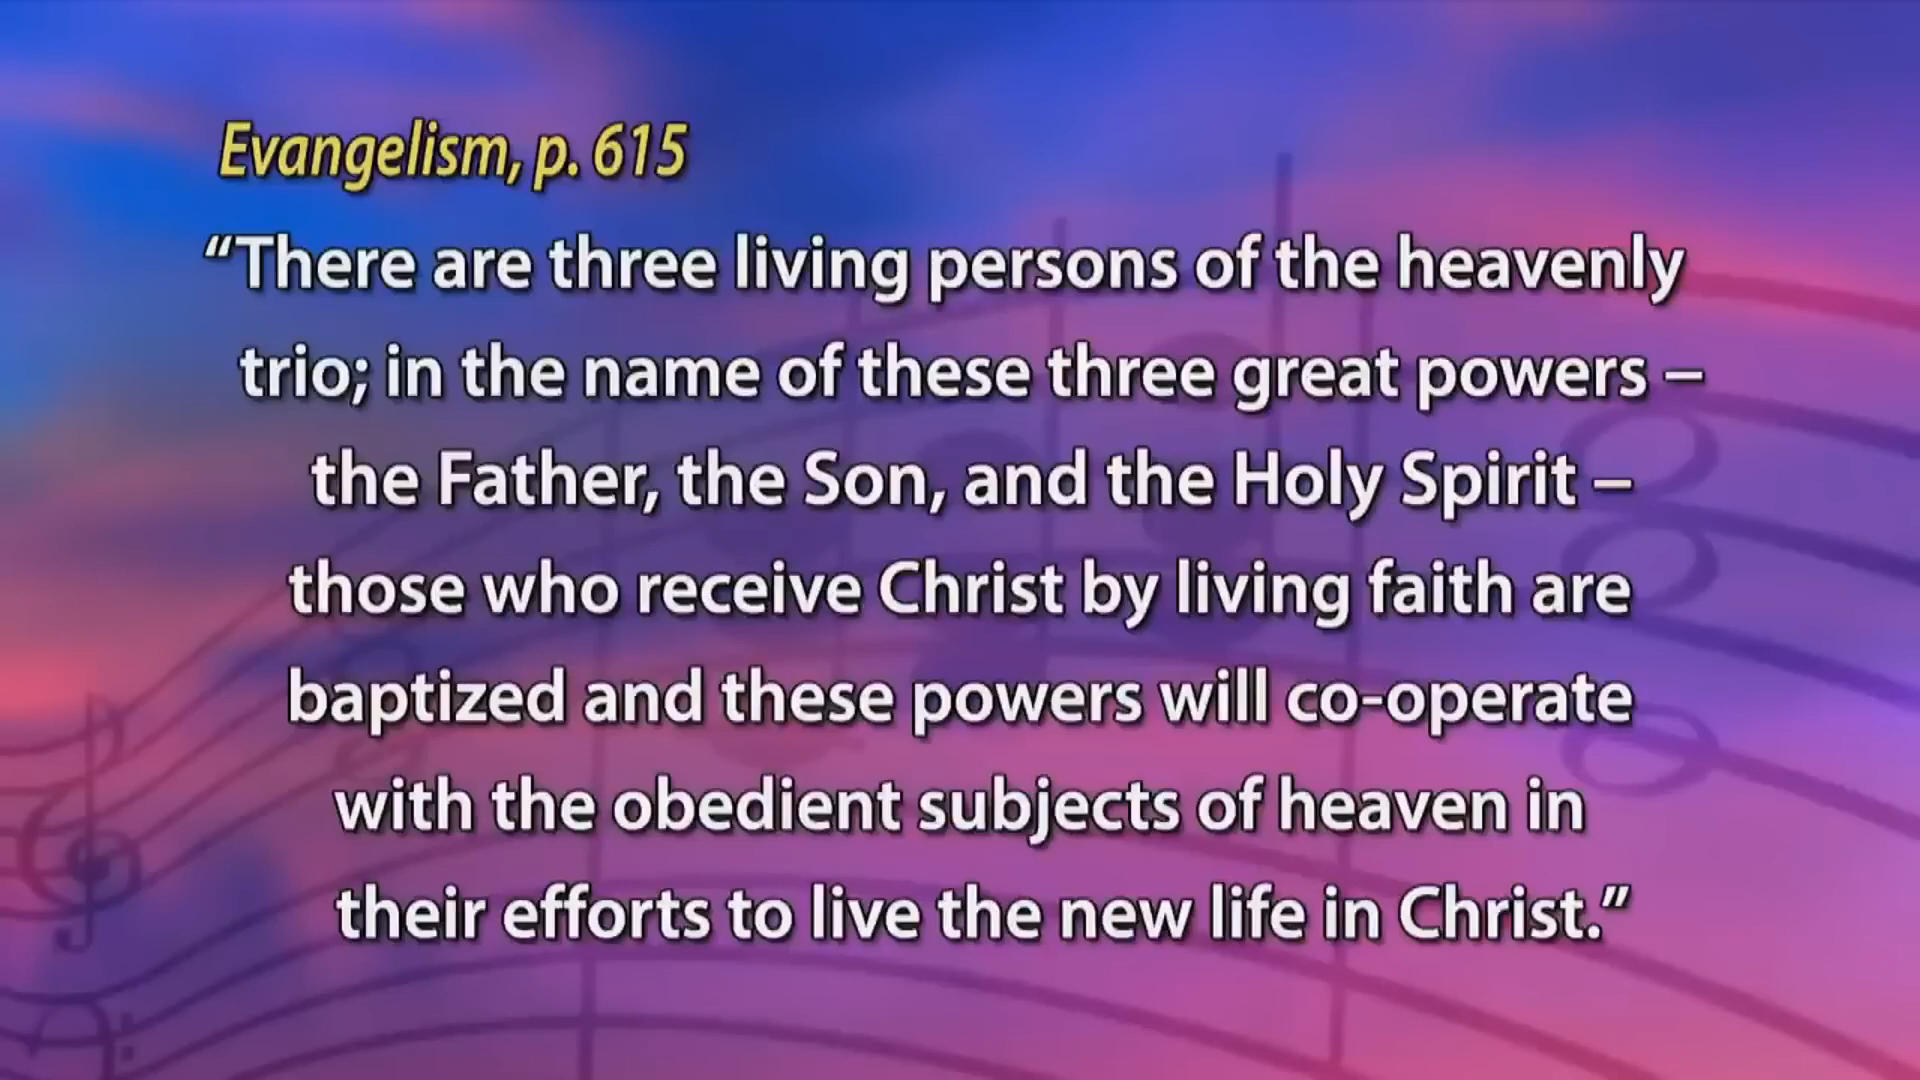 Evangelism, p. 615
“There are three living persons of the heavenly
trio; in the name of these three great powers –
the Father, the Son, and the Holy Spirit –
those who receive Christ by living faith are
baptized and these powers will co-operate
with the obedient subjects of heaven in
their efforts to live the new life in Christ.”